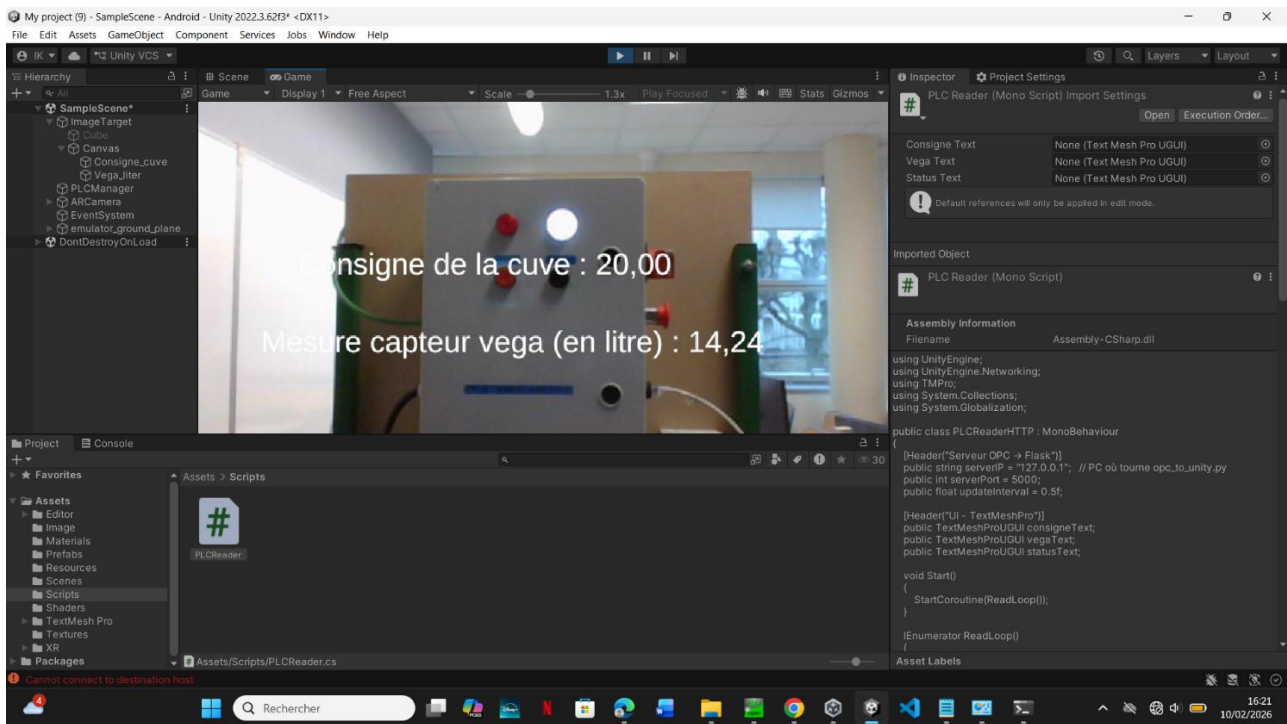 My project (9) - SampleScene - Android - Unity 2022.3.62f3* <DX11>
File Edit Assets GameObject Component Services Jobs Window Help
IK Unity VCS Layers Layout
Hierarchy Scene Game Inspector Project Settings
All Game Display 1 Free Aspect Scale 1.3x Play Focused Stats Gizmos
SampleScene*
ImageTarget
Cube
Canvas
Consigne_cuve
Vega_liter
PLCManager
ARCamera
EventSystem
emulator_ground_plane
DontDestroyOnLoad
Consigne de la cuve : 20,00
Mesure capteur vega (en litre) : 14,24
PLC Reader (Mono Script) Import Settings
Open Execution Order...
Consigne Text None (Text Mesh Pro UGUI)
Vega Text None (Text Mesh Pro UGUI)
Status Text None (Text Mesh Pro UGUI)
Default references will only be applied in edit mode.
Imported Object
PLC Reader (Mono Script)
Assembly Information
Filename Assembly-CSharp.dll
using UnityEngine;
using UnityEngine.Networking;
using TMPro;
using System.Collections;
using System.Globalization;
public class PLCReaderHTTP : MonoBehaviour
{
[Header("Serveur OPC → Flask")]
public string serverIP = "127.0.0.1"; // PC où tourne opc_to_unity.py
public int serverPort = 5000;
public float updateInterval = 0.5f;
[Header("UI - TextMeshPro")]
public TextMeshProUGUI consigneText;
public TextMeshProUGUI vegaText;
public TextMeshProUGUI statusText;
void Start()
{
StartCoroutine(ReadLoop());
}
IEnumerator ReadLoop()
{
Asset Labels
Project Console
30
Favorites
Assets
Editor
Image
Materials
Prefabs
Resources
Scenes
Scripts
Shaders
TextMesh Pro
Textures
XR
Packages
Assets > Scripts
PLCReader
Assets/Scripts/PLCReader.cs
Cannot connect to destination host
4
Rechercher
16:21
10/02/2026